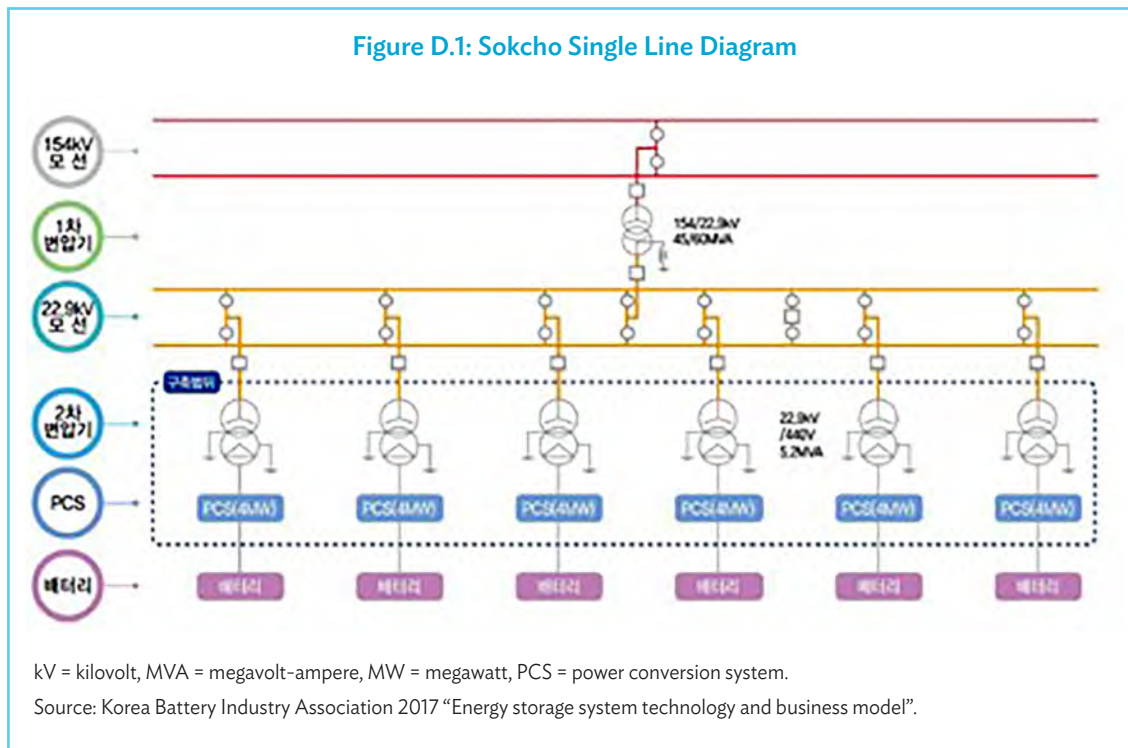 Figure D.1: Sokcho Single Line Diagram
154kV
모 선
1차
변압기
154/22.9kV
45/60MVA
22.9kV
모 선
구축범위
2차
변압기
22.9kV
/440V
5.2MVA
PCS
PCS(4MW)
PCS(4MW)
PCS(4MW)
PCS(4MW)
PCS(4MW)
PCS(4MW)
배터리
배터리
배터리
배터리
배터리
배터리
배터리
kV = kilovolt, MVA = megavolt-ampere, MW = megawatt, PCS = power conversion system.
Source: Korea Battery Industry Association 2017 “Energy storage system technology and business model”.